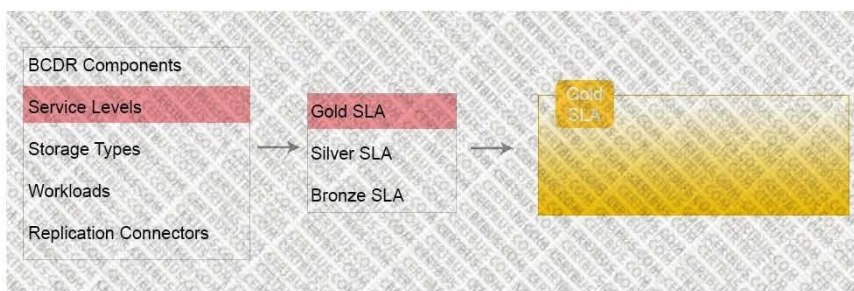 BCDR Components
Service Levels
Storage Types
Workloads
Replication Connectors
Gold SLA
Silver SLA
Bronze SLA
Gold
SLA